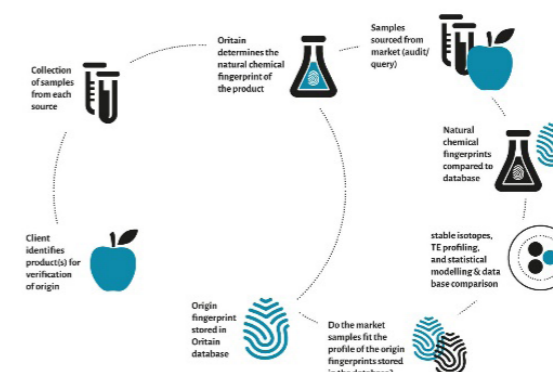 Collection
of samples
from each
source
Oritain
determines the
natural chemical
fingerprint of
the product
Samples
sourced from
market (audit/
query)
Natural
chemical
fingerprints
compared to
database
stable isotopes,
TE profiling,
and statistical
modelling & data
base comparison
Client
identifies
product(s) for
verification
of origin
Origin
fingerprint
stored in
Oritain
database
Do the market
samples fit the
profile of the origin
fingerprints stored
in the database?